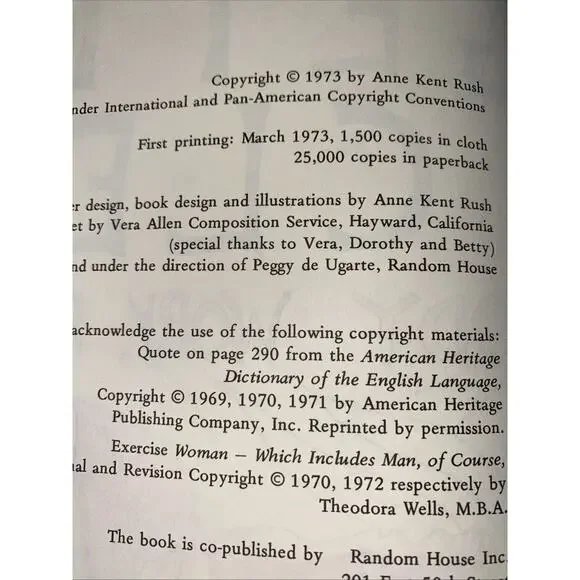 Copyright © 1973 by Anne Kent Rush
nder International and Pan-American Copyright Conventions
First printing: March 1973, 1,500 copies in cloth
25,000 copies in paperback
r design, book design and illustrations by Anne Kent Rush
et by Vera Allen Composition Service, Hayward, California
(special thanks to Vera, Dorothy and Betty)
nd under the direction of Peggy de Ugarte, Random House
acknowledge the use of the following copyright materials:
Quote on page 290 from the American Heritage
Dictionary of the English Language,
Copyright © 1969, 1970, 1971 by American Heritage
Publishing Company, Inc. Reprinted by permission.
Exercise Woman – Which Includes Man, of Course,
al and Revision Copyright © 1970, 1972 respectively by
Theodora Wells, M.B.A.
The book is co-published by Random House Inc.